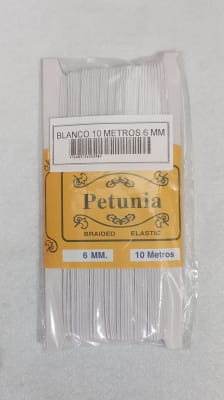 BLANCO 10 METROS 6 MM
Petunia
BRAIDED ELASTIC
6 MM. 10 Metros